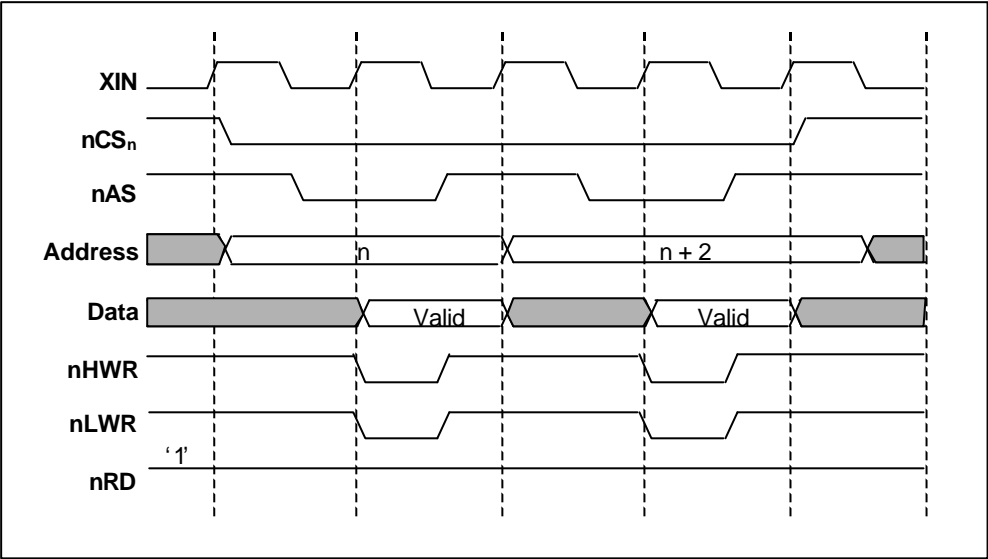 XIN
nCSn
nAS
Address n n + 2
Data Valid Valid
nHWR
nLWR
'1'
nRD